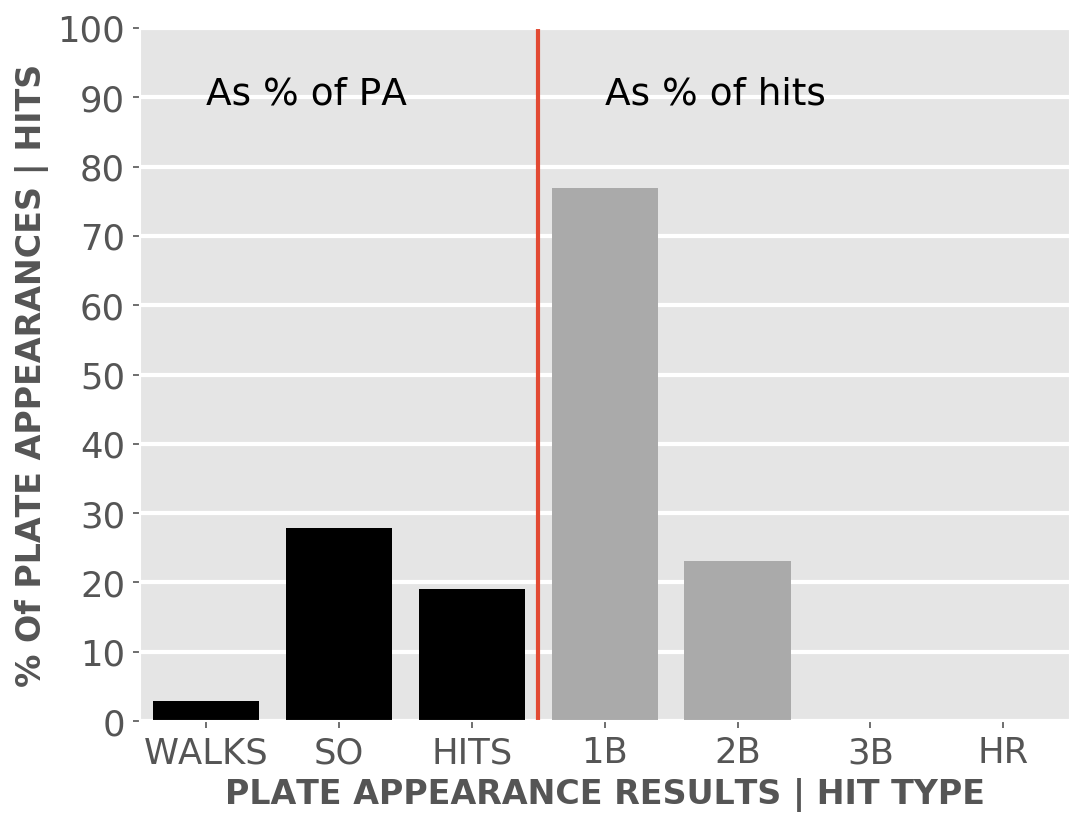 % Of PLATE APPEARANCES | HITS
100
90
80
70
60
50
40
30
20
10
0
As % of PA
As % of hits
WALKS SO HITS 1B 2B 3B HR
PLATE APPEARANCE RESULTS | HIT TYPE